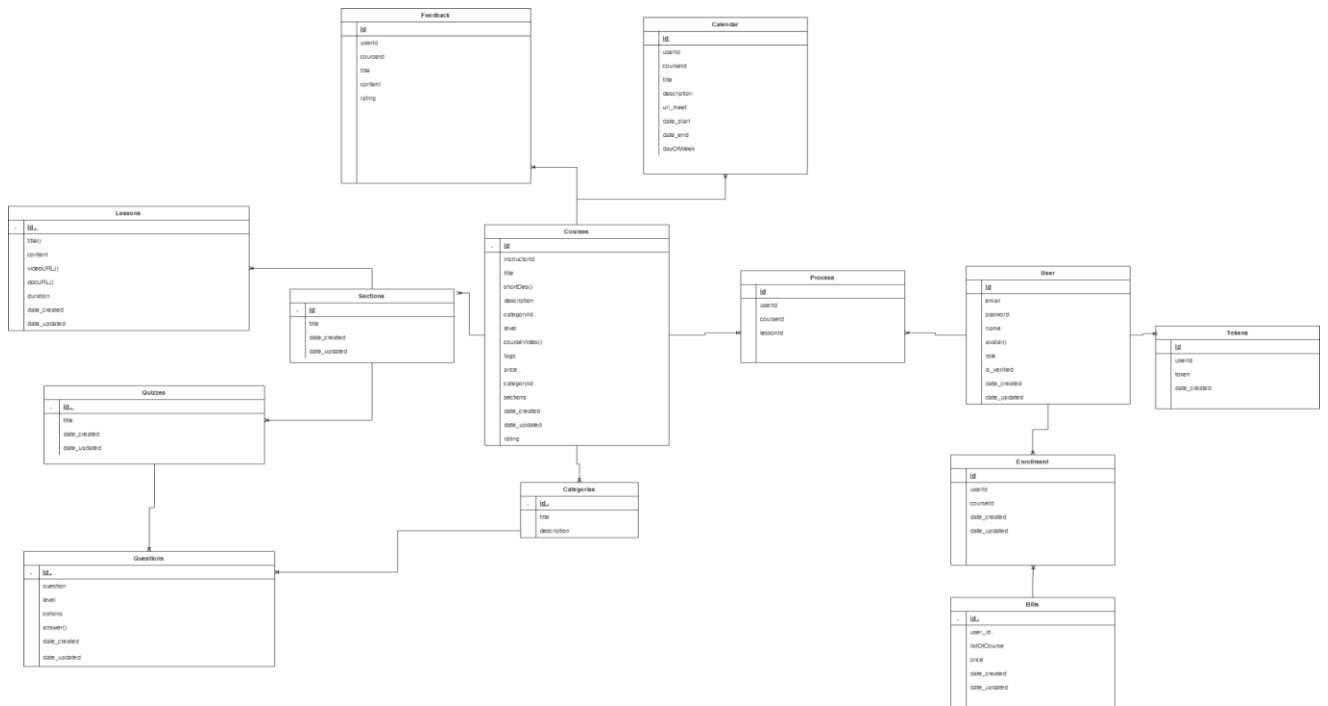 Feedback
id
userId
courseId
title
content
rating
Calendar
id
userId
courseId
title
description
url_meet
date_start
date_end
dayOfWeek
Lessons
id
title()
content
videoURL()
docURL()
duration
date_created
date_updated
Sections
id
title
date_created
date_updated
Courses
id
instructorId
title
shortDes()
description
categoryId
level
courseVideo()
tags
price
categoryId
sections
date_created
date_updated
rating
Process
id
userId
courseId
lessonId
User
id
email
password
name
avatar()
role
is_verified
date_created
date_updated
Tokens
id
userId
token
date_created
Quizzes
id
title
date_created
date_updated
Enrollment
id
userId
courseId
date_created
date_updated
Categories
id
title
description
Questions
id
question
level
options
answer()
date_created
date_updated
Bills
id
user_id
listOfCourse
price
date_created
date_updated